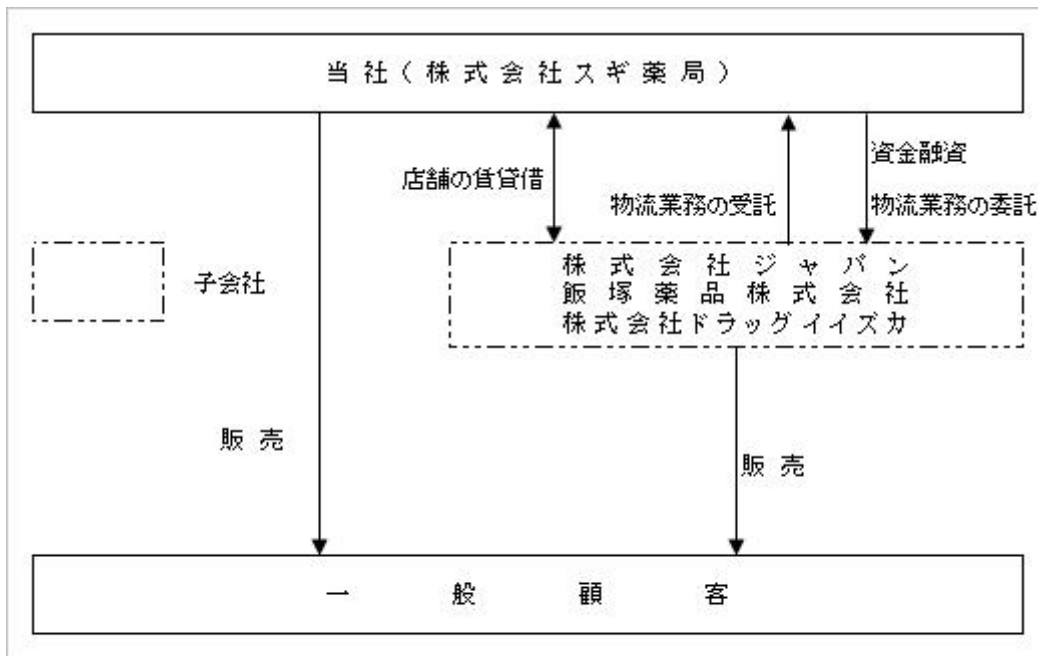 当社(株式会社スギ薬局)
資金融資
店舗の賃貸借
物流業務の受託
物流業務の委託
子会社
株式会社ジャパン
飯塚薬品株式会社
株式会社ドラッグイイズカ
販売
販売
一般顧客